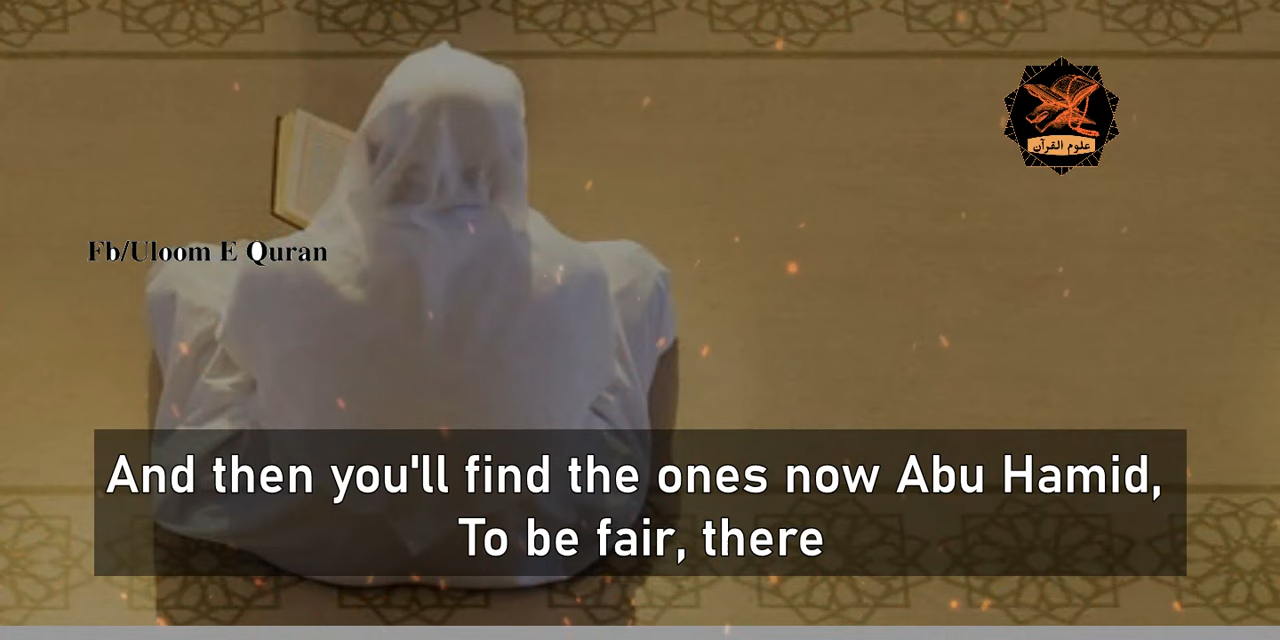 علوم القرآن
Fb/Uloom E Quran
And then you'll find the ones now Abu Hamid,
To be fair, there